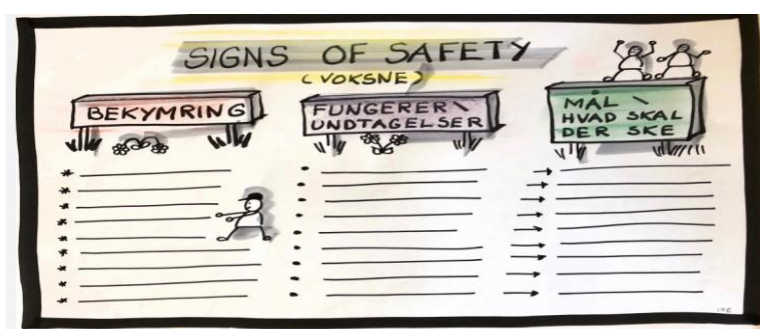 SIGNS OF SAFETY
(VOKSNE)
BEKYMRING
FUNGERER \
UNDTAGELSER
MÅL \
HVAD SKAL
DER SKE